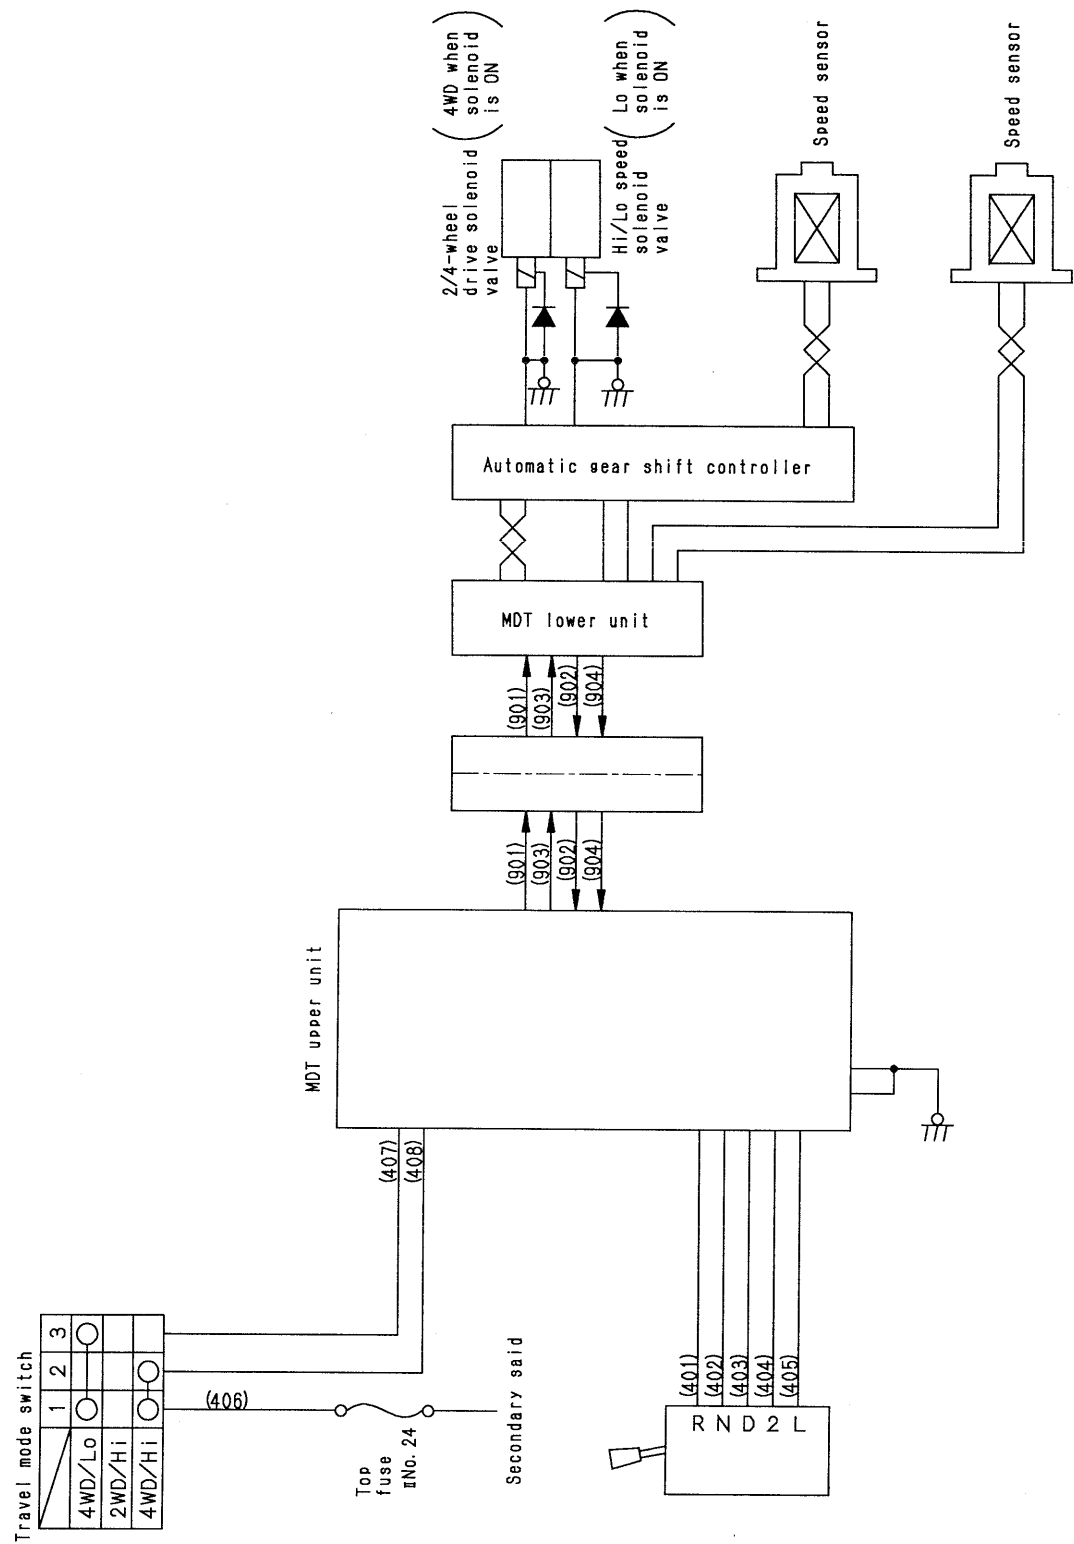 Travel mode switch
1 2 3
4WD/Lo
2WD/Hi
4WD/Hi
(406)
Top
fuse
ⅡNo. 24
Secondary said
(407)
(408)
MDT upper unit
(401)
(402)
(403)
(404)
(405)
R
N
D
2
L
(901)
(903)
(902)
(904)
(901)
(903)
(902)
(904)
MDT lower unit
Automatic gear shift controller
2/4-wheel
drive solenoid
valve
(4WD when
solenoid
is ON)
Hi/Lo speed
solenoid
valve
(Lo when
solenoid
is ON)
Speed sensor
Speed sensor